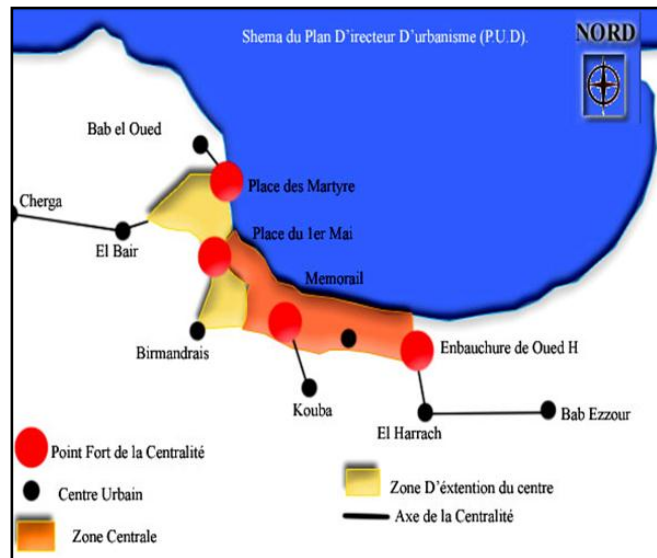 Shema du Plan D'irecteur D'urbanisme (P.U.D).
NORD
Bab el Oued
Place des Martyre
Cherga
Place du 1er Mai
El Bair
Memorail
Birmandrais
Enbauchure de Oued H
Kouba
El Harrach
Bab Ezzour
Point Fort de la Centralité
Centre Urbain
Zone Centrale
Zone D'éxtention du centre
Axe de la Centralité